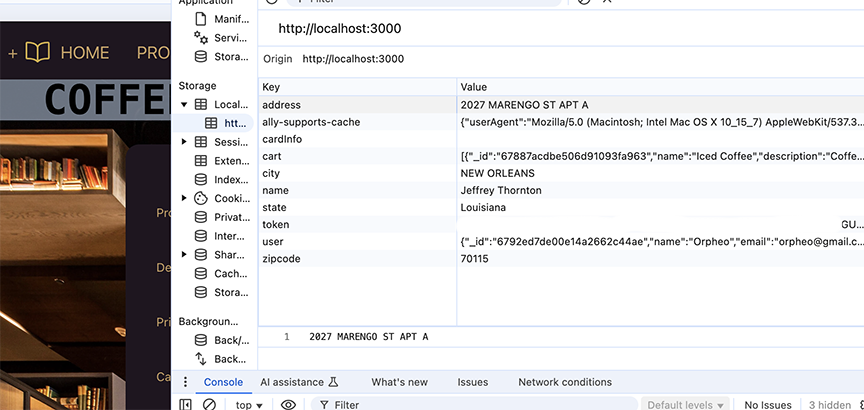 Application
Filter
+ HOME PRO
COFFE
Manif...
Servi...
Stora...
Storage
Local...
htt...
Sessi...
Exten...
Index...
Cooki...
Privat...
Inter...
Shar...
Cach...
Stora...
Backgroun...
Back/...
Back...
http://localhost:3000
Origin http://localhost:3000
Key Value
address 2027 MARENGO ST APT A
ally-supports-cache {"userAgent":"Mozilla/5.0 (Macintosh; Intel Mac OS X 10_15_7) AppleWebKit/537.3...
cardInfo
cart [{"_id":"67887acdbe506d91093fa963","name":"Iced Coffee","description":"Coffe...
city NEW ORLEANS
name Jeffrey Thornton
state Louisiana
token GU...
user {"_id":"6792ed7de00e14a2662c44ae","name":"Orpheo","email":"orpheo@gmail.c...
zipcode 70115
1 2027 MARENGO ST APT A
Pro
De
Pri
Ca
Console AI assistance What's new Issues Network conditions
top Filter Default levels No Issues 3 hidden